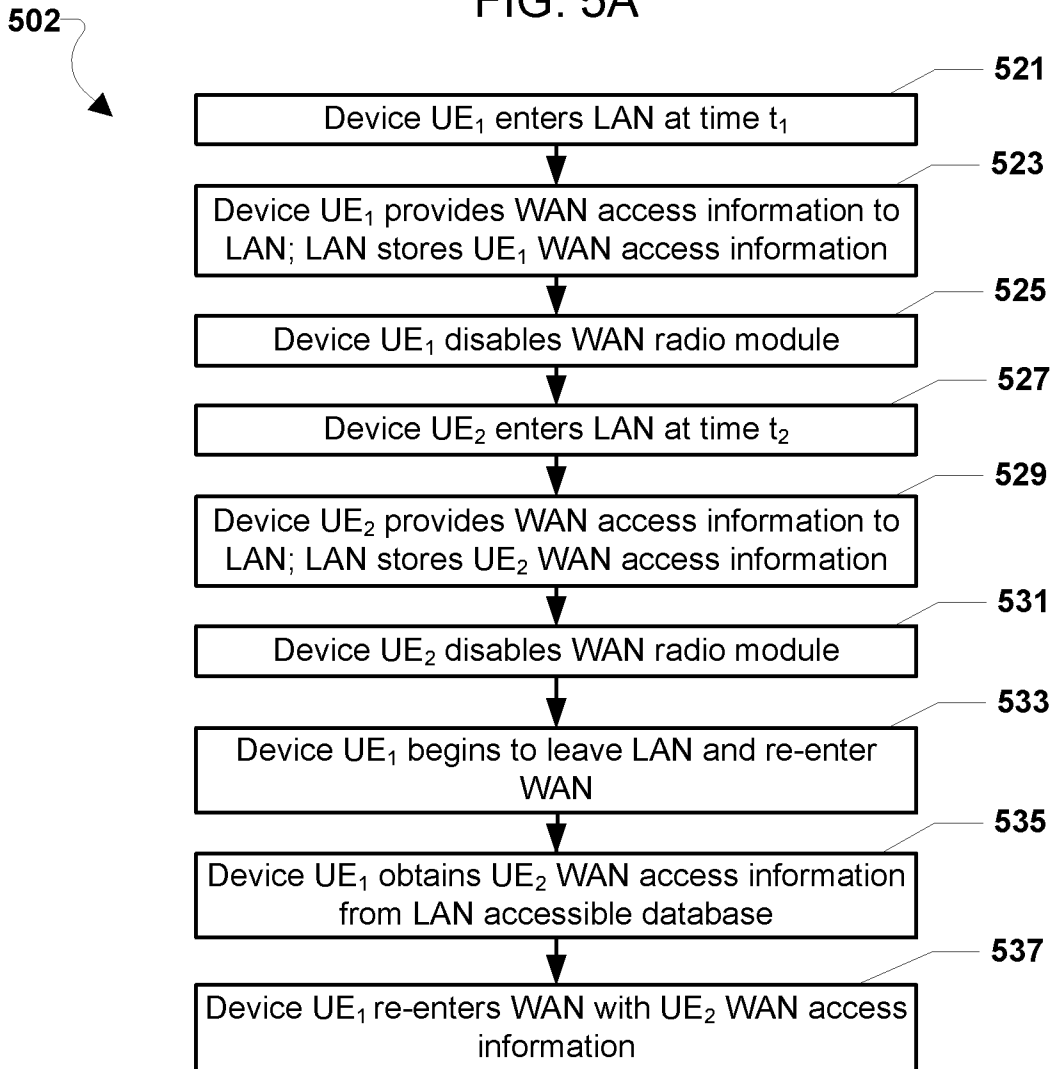 FIG. 5A
502
521
Device UE₁ enters LAN at time t₁
523
Device UE₁ provides WAN access information to
LAN; LAN stores UE₁ WAN access information
525
Device UE₁ disables WAN radio module
527
Device UE₂ enters LAN at time t₂
529
Device UE₂ provides WAN access information to
LAN; LAN stores UE₂ WAN access information
531
Device UE₂ disables WAN radio module
533
Device UE₁ begins to leave LAN and re-enter
WAN
535
Device UE₁ obtains UE₂ WAN access information
from LAN accessible database
537
Device UE₁ re-enters WAN with UE₂ WAN access
information